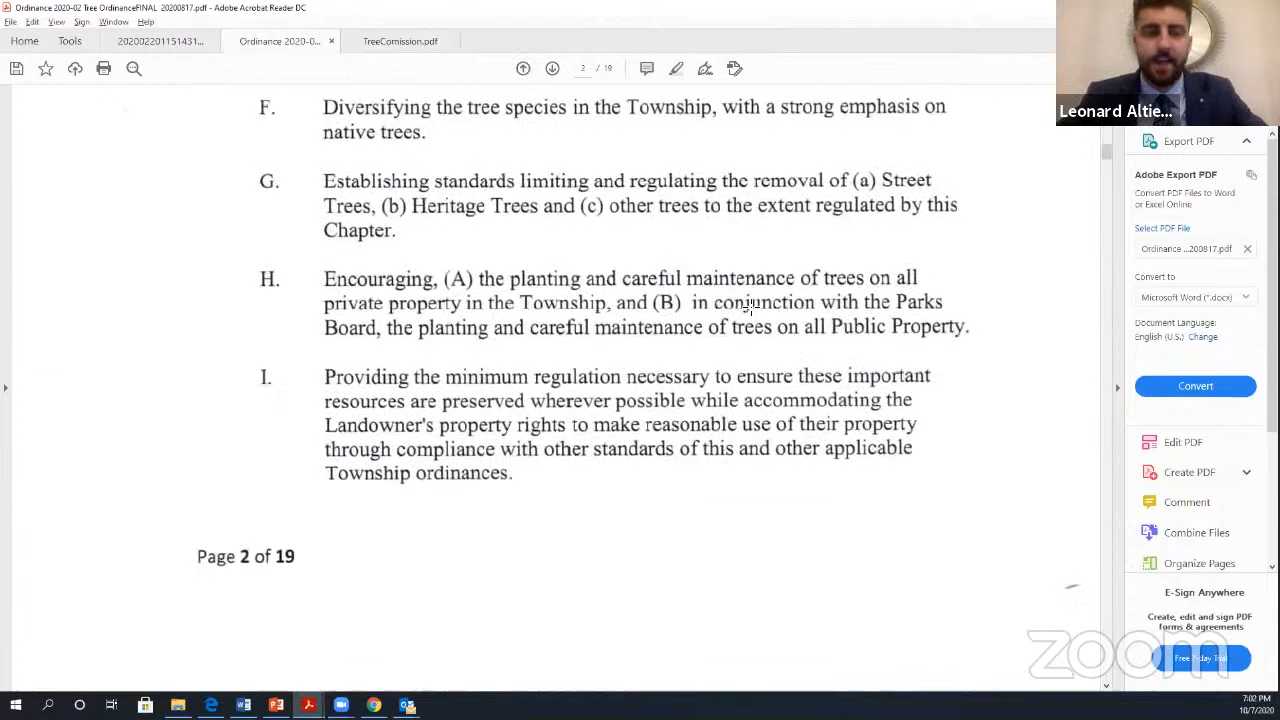 Ordinance 2020-02 Tree OrdinanceFINAL 20200817.pdf - Adobe Acrobat Reader DC
File Edit View Sign Window Help
Home Tools 202002201151431... Ordinance 2020-0... × TreeComission.pdf
2 / 19
Leonard Altie...
F. Diversifying the tree species in the Township, with a strong emphasis on
native trees.
G. Establishing standards limiting and regulating the removal of (a) Street
Trees, (b) Heritage Trees and (c) other trees to the extent regulated by this
Chapter.
H. Encouraging, (A) the planting and careful maintenance of trees on all
private property in the Township, and (B) in conjunction with the Parks
Board, the planting and careful maintenance of trees on all Public Property.
I. Providing the minimum regulation necessary to ensure these important
resources are preserved wherever possible while accommodating the
Landowner's property rights to make reasonable use of their property
through compliance with other standards of this and other applicable
Township ordinances.
Page 2 of 19
Export PDF
Adobe Export PDF
Convert PDF Files to Word
or Excel Online
Select PDF File
Ordinance ...200817.pdf
Convert to
Microsoft Word (*.docx)
Document Language:
English (U.S.) Change
Convert
Edit PDF
Create PDF
Comment
Combine Files
Organize Pages
E-Sign Anywhere
Create, edit and sign PDF
forms & agreements
Free 7-day Trial
zoom
7:02 PM
10/7/2020